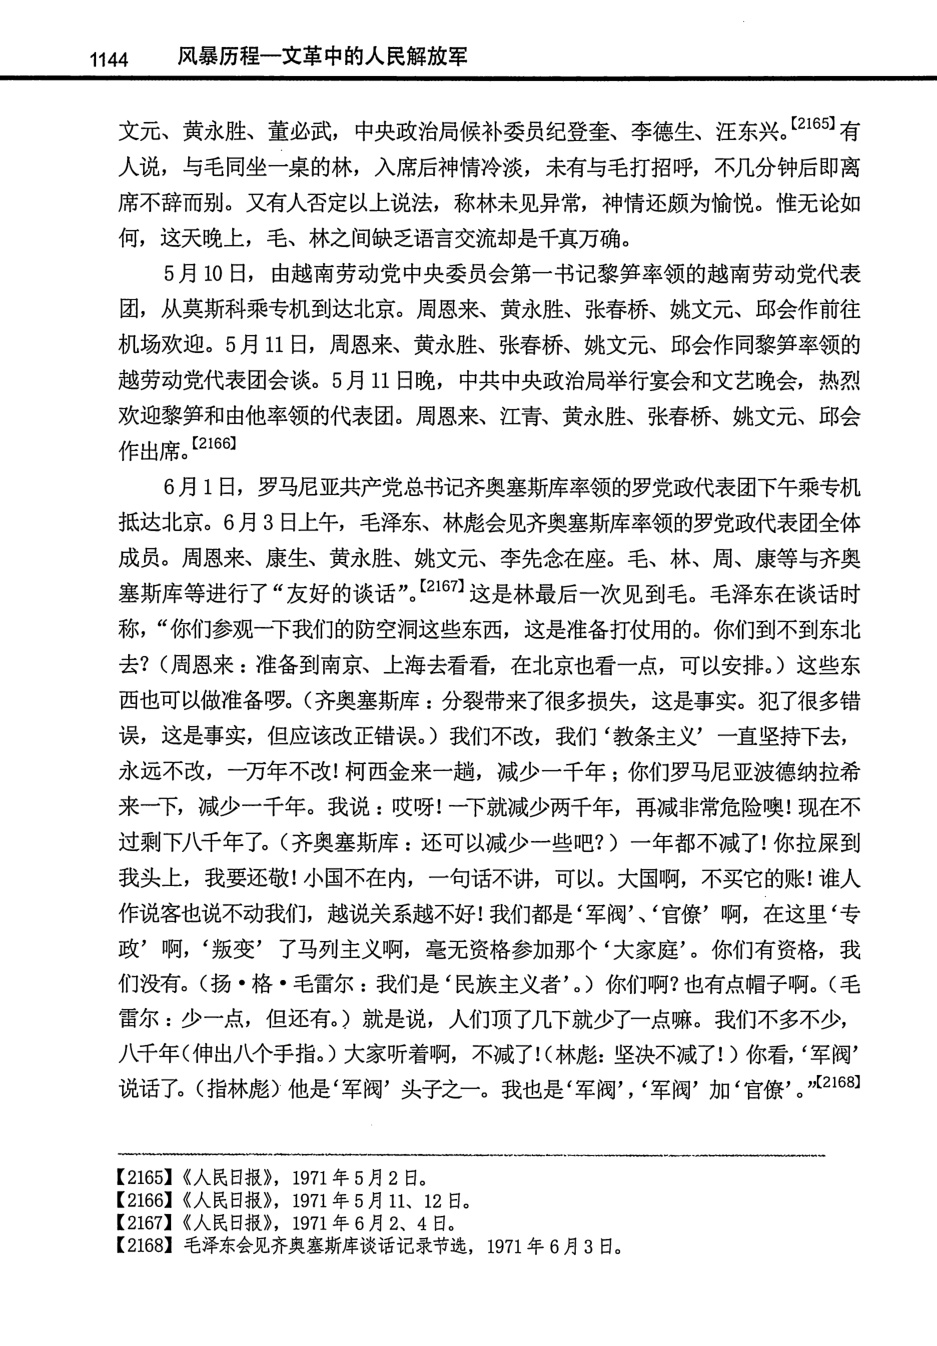 1144 风暴历程—文革中的人民解放军
文元、黄永胜、董必武，中央政治局候补委员纪登奎、李德生、汪东兴。【2165】有
人说，与毛同坐一桌的林，入席后神情冷淡，未有与毛打招呼，不几分钟后即离
席不辞而别。又有人否定以上说法，称林未见异常，神情还颇为愉悦。惟无论如
何，这天晚上，毛、林之间缺乏语言交流却是千真万确。
5月10日，由越南劳动党中央委员会第一书记黎笋率领的越南劳动党代表
团，从莫斯科乘专机到达北京。周恩来、黄永胜、张春桥、姚文元、邱会作前往
机场欢迎。5月11日，周恩来、黄永胜、张春桥、姚文元、邱会作同黎笋率领的
越劳动党代表团会谈。5月11日晚，中共中央政治局举行宴会和文艺晚会，热烈
欢迎黎笋和由他率领的代表团。周恩来、江青、黄永胜、张春桥、姚文元、邱会
作出席。【2166】
6月1日，罗马尼亚共产党总书记齐奥塞斯库率领的罗党政代表团下午乘专机
抵达北京。6月3日上午，毛泽东、林彪会见齐奥塞斯库率领的罗党政代表团全体
成员。周恩来、康生、黄永胜、姚文元、李先念在座。毛、林、周、康等与齐奥
塞斯库等进行了“友好的谈话”。【2167】这是林最后一次见到毛。毛泽东在谈话时
称，“你们参观一下我们的防空洞这些东西，这是准备打仗用的。你们到不到东北
去？（周恩来：准备到南京、上海去看看，在北京也看一点，可以安排。）这些东
西也可以做准备啰。（齐奥塞斯库：分裂带来了很多损失，这是事实。犯了很多错
误，这是事实，但应该改正错误。）我们不改，我们‘教条主义’一直坚持下去，
永远不改，一万年不改！柯西金来一趟，减少一千年；你们罗马尼亚波德纳拉希
来一下，减少一千年。我说：哎呀！一下就减少两千年，再减非常危险噢！现在不
过剩下八千年了。（齐奥塞斯库：还可以减少一些吧？）一年都不减了！你拉屎到
我头上，我要还敬！小国不在内，一句话不讲，可以。大国啊，不买它的账！谁人
作说客也说不动我们，越说关系越不好！我们都是‘军阀’、‘官僚’啊，在这里‘专
政’啊，‘叛变’了马列主义啊，毫无资格参加那个‘大家庭’。你们有资格，我
们没有。（扬·格·毛雷尔：我们是‘民族主义者’。）你们啊？也有点帽子啊。（毛
雷尔：少一点，但还有。）就是说，人们顶了几下就少了一点嘛。我们不多不少，
八千年（伸出八个手指。）大家听着啊，不减了！（林彪：坚决不减了！）你看，‘军阀’
说话了。（指林彪）他是‘军阀’头子之一。我也是‘军阀’，‘军阀’加‘官僚’。”【2168】
【2165】《人民日报》，1971年5月2日。
【2166】《人民日报》，1971年5月11、12日。
【2167】《人民日报》，1971年6月2、4日。
【2168】毛泽东会见齐奥塞斯库谈话记录节选，1971年6月3日。